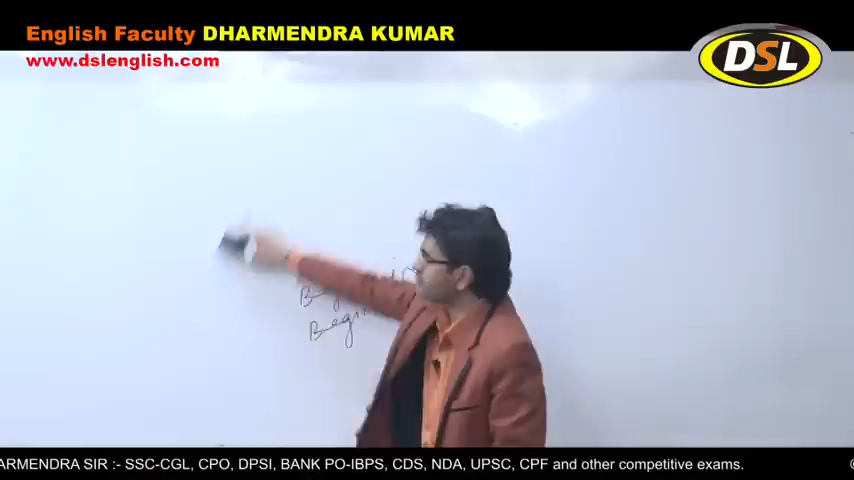 English Faculty DHARMENDRA KUMAR
www.dslenglish.com
DSL
ARMENDRA SIR :- SSC-CGL, CPO, DPSI, BANK PO-IBPS, CDS, NDA, UPSC, CPF and other competitive exams.